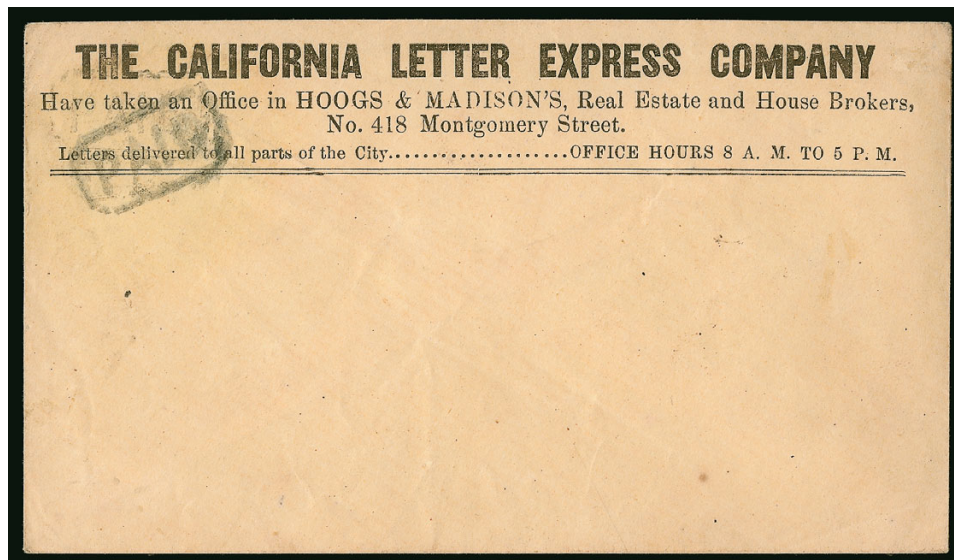 THE CALIFORNIA LETTER EXPRESS COMPANY
Have taken an Office in HOOGS & MADISON'S, Real Estate and House Brokers,
No. 418 Montgomery Street.
Letters delivered to all parts of the City....................OFFICE HOURS 8 A. M. TO 5 P. M.
PAID